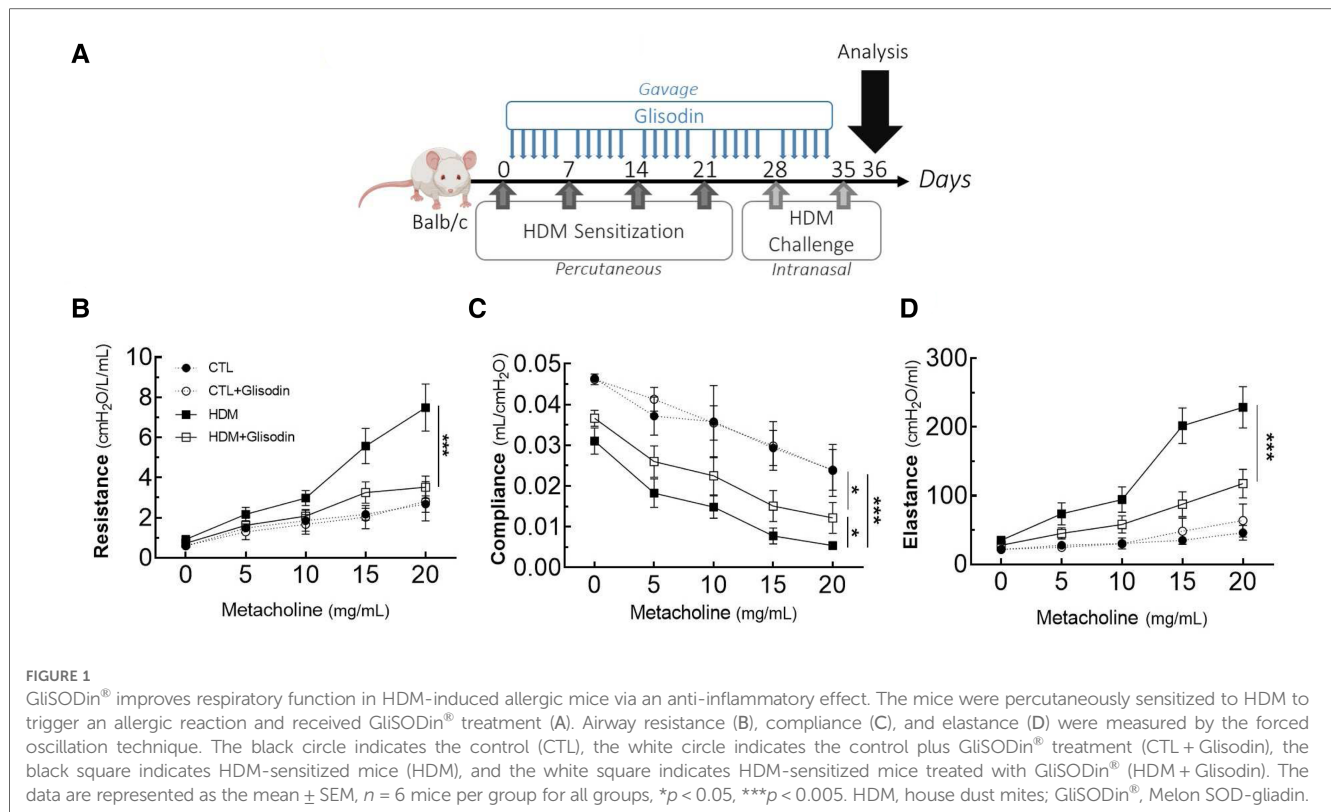 A
Analysis
Gavage
Glisodin
0 7 14 21 28 35 36 Days
Balb/c
HDM Sensitization
HDM
Challenge
Percutaneous
Intranasal
B
Resistance (cmH₂O/L/mL)
10
8
6
4
2
0
CTL
CTL+Glisodin
HDM
HDM+Glisodin
***
0 5 10 15 20
Metacholine (mg/mL)
C
Compliance (mL/cmH₂O)
0.05
0.04
0.03
0.02
0.01
0.00
*
*
***
0 5 10 15 20
Metacholine (mg/mL)
D
Elastance (cmH₂O/ml)
300
200
100
0
***
0 5 10 15 20
Metacholine (mg/mL)
FIGURE 1
GliSODin® improves respiratory function in HDM-induced allergic mice via an anti-inflammatory effect. The mice were percutaneously sensitized to HDM to
trigger an allergic reaction and received GliSODin® treatment (A). Airway resistance (B), compliance (C), and elastance (D) were measured by the forced
oscillation technique. The black circle indicates the control (CTL), the white circle indicates the control plus GliSODin® treatment (CTL + Glisodin), the
black square indicates HDM-sensitized mice (HDM), and the white square indicates HDM-sensitized mice treated with GliSODin® (HDM + Glisodin). The
data are represented as the mean ± SEM, n = 6 mice per group for all groups, *p < 0.05, ***p < 0.005. HDM, house dust mites; GliSODin®, Melon SOD-gliadin.